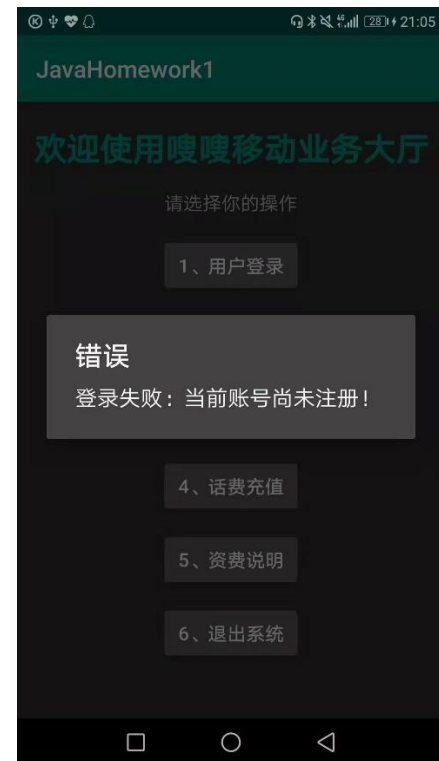 28 21:05
JavaHomework1
欢迎使用嗖嗖移动业务大厅
请选择你的操作
1、用户登录
错误
登录失败：当前账号尚未注册！
4、话费充值
5、资费说明
6、退出系统